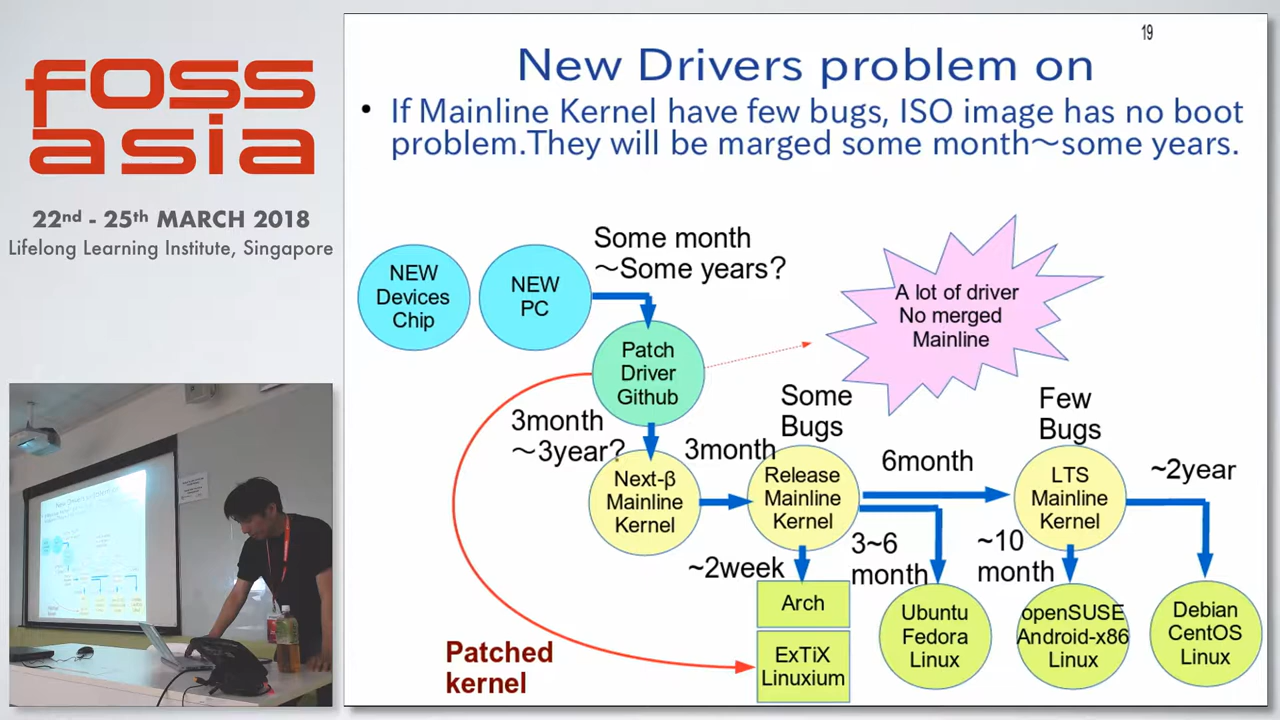 foss
asia
22nd - 25th MARCH 2018
Lifelong Learning Institute, Singapore
19
New Drivers problem on
• If Mainline Kernel have few bugs, ISO image has no boot
problem.They will be marged some month～some years.
NEW
Devices
Chip
NEW
PC
Some month
～Some years?
A lot of driver
No merged
Mainline
Patch
Driver
Github
3month
～3year?
Next-β
Mainline
Kernel
3month
Some
Bugs
Release
Mainline
Kernel
6month
Few
Bugs
LTS
Mainline
Kernel
~2year
~2week
3~6
month
~10
month
Arch
ExTiX
Linuxium
Ubuntu
Fedora
Linux
openSUSE
Android-x86
Linux
Debian
CentOS
Linux
Patched
kernel